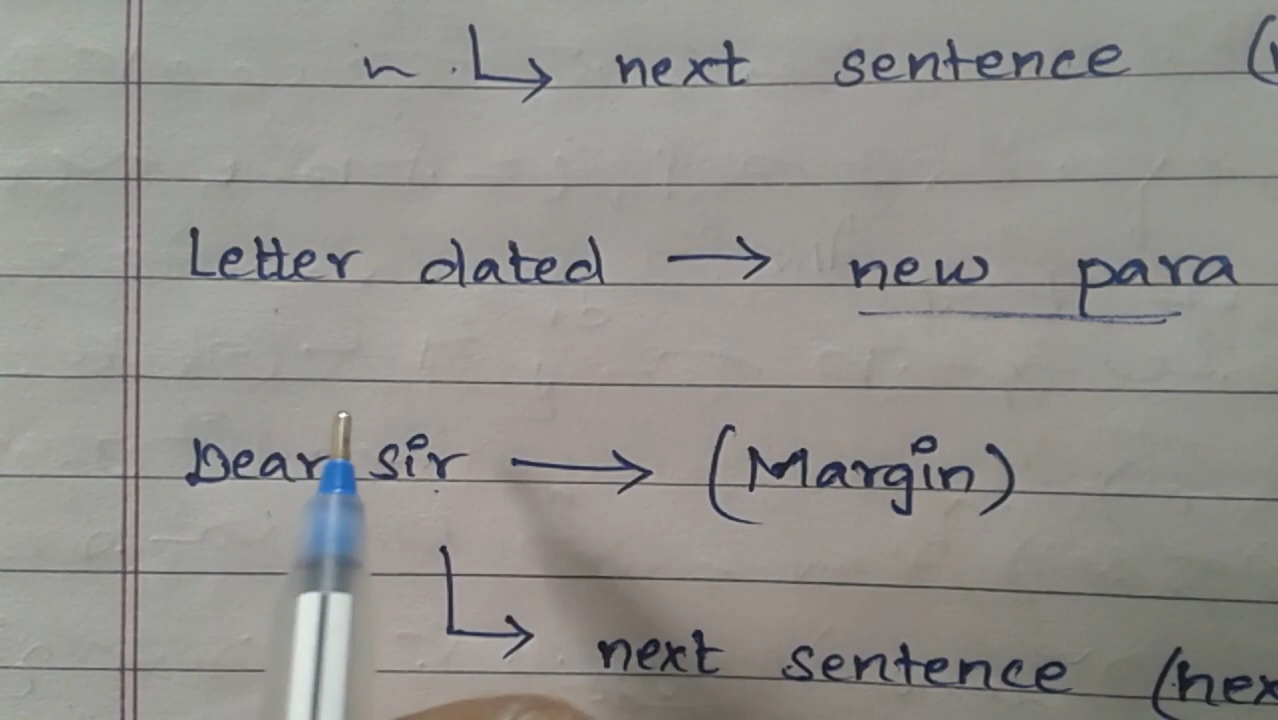 next sentence
Letter dated → new para
Dear sir → (Margin)
↳ next sentence